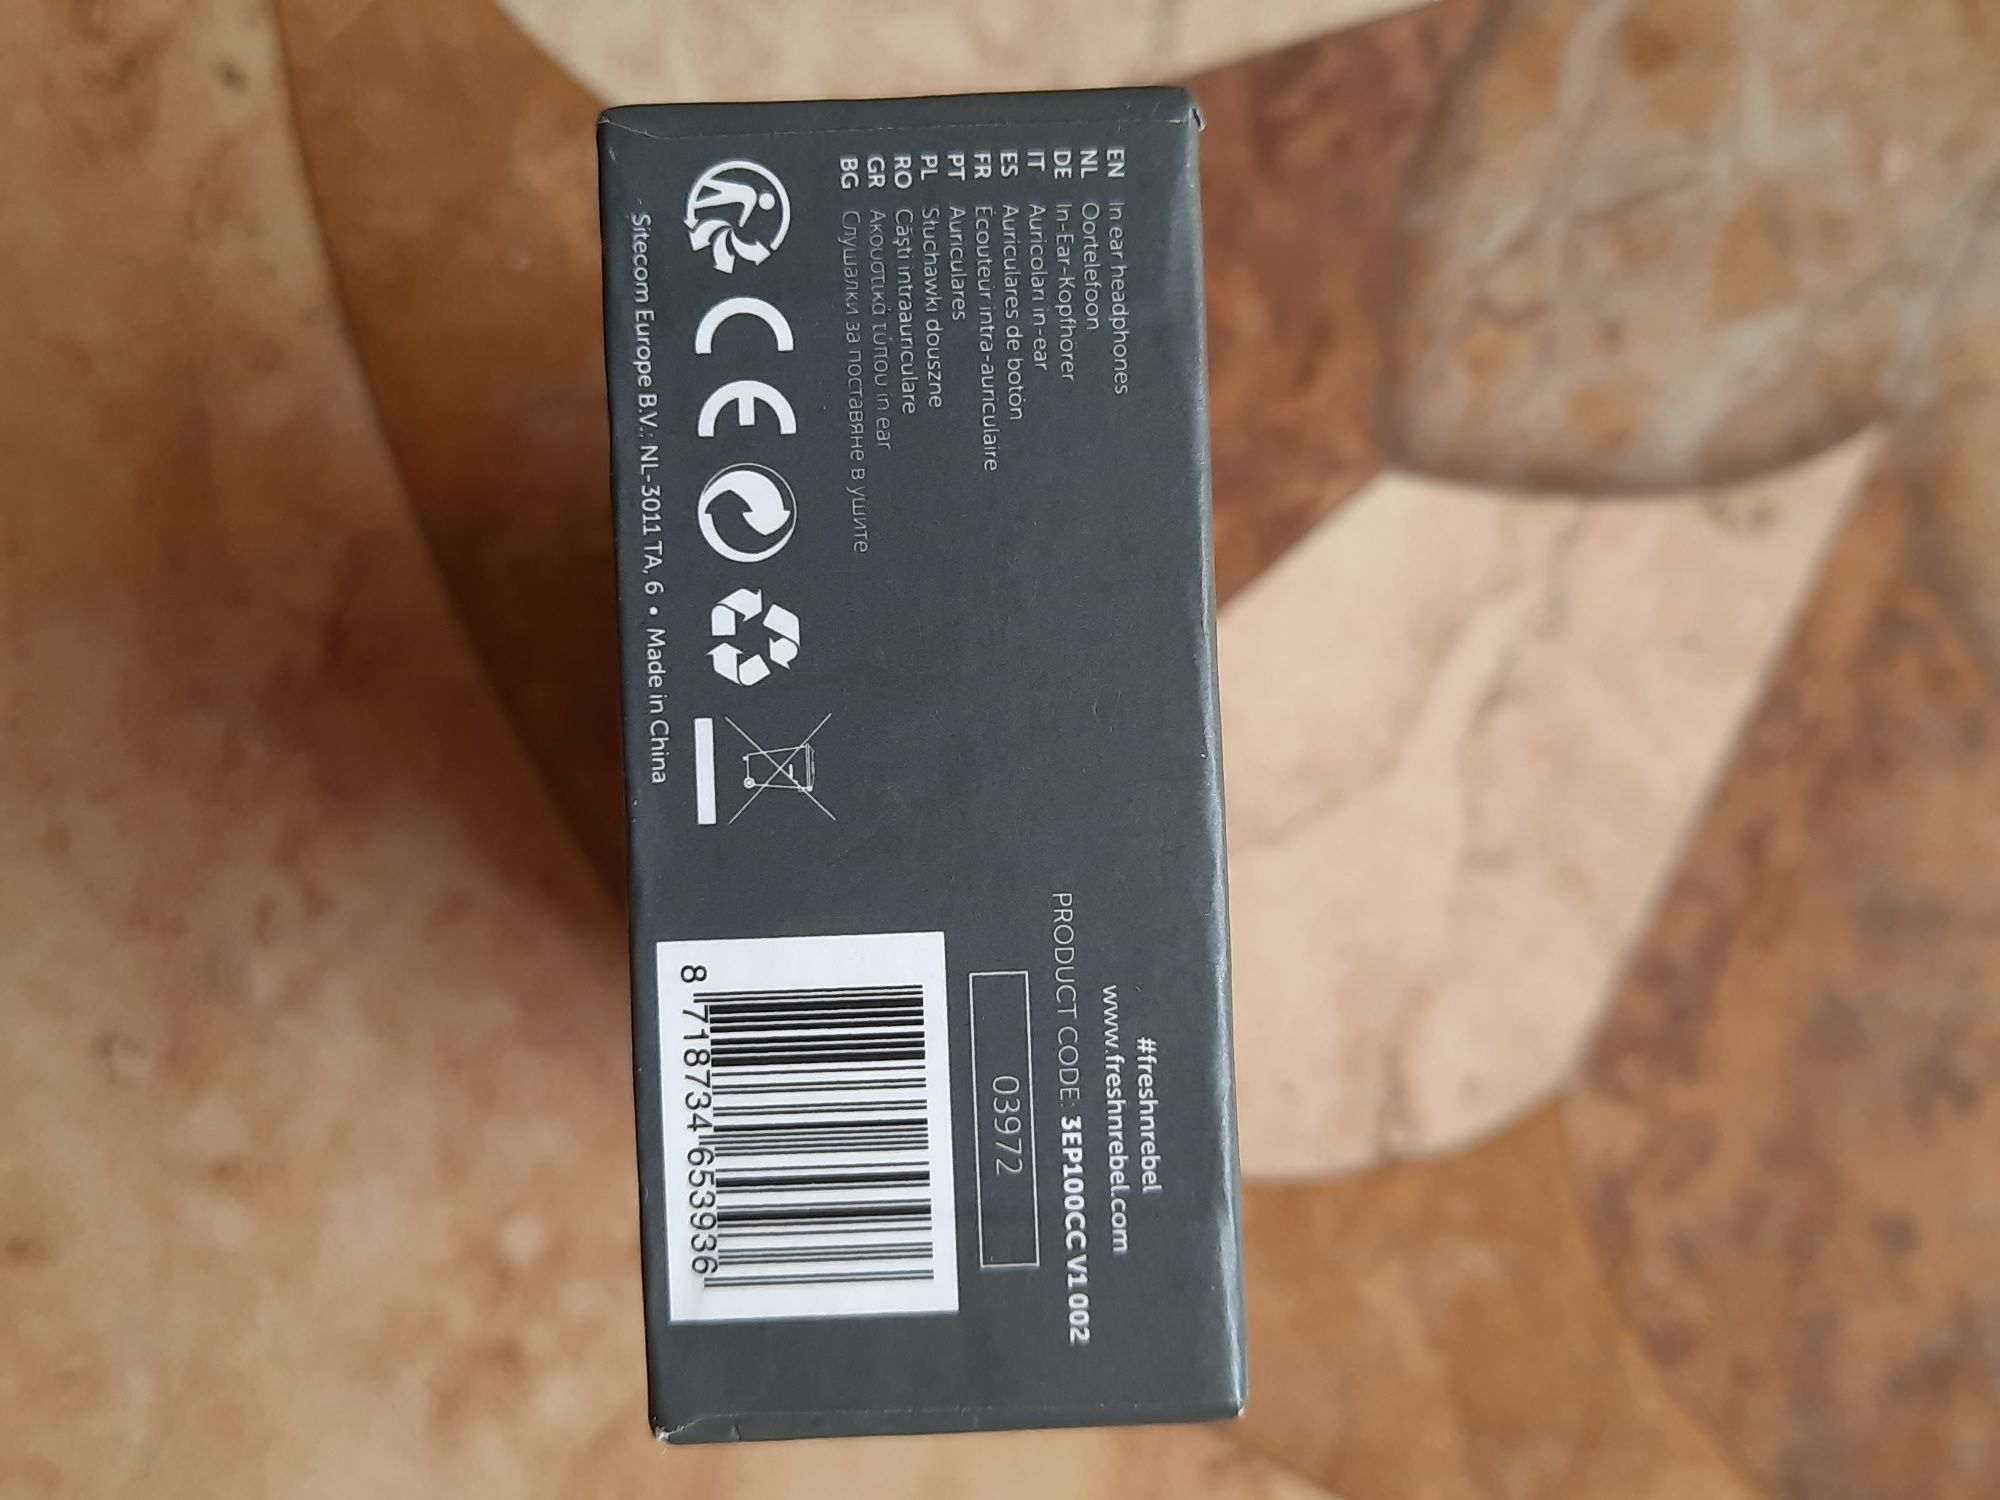 EN In ear headphones
NL Oortelefoon
DE In-Ear-Kopfhörer
IT Auricolari in-ear
ES Auriculares de botón
FR Écouteur intra-auriculaire
PT Auriculares
PL Słuchawki douszne
RO Căști intraauriculare
GR Ακουστικά τύπου in ear
BG Слушалки за поставяне в ушите
Sitecom Europe B.V.: NL-3011 TA, 6 • Made in China
#freshnrebel
www.freshnrebel.com
PRODUCT CODE: 3EP100CC V1 002
03972
8 718734 653936